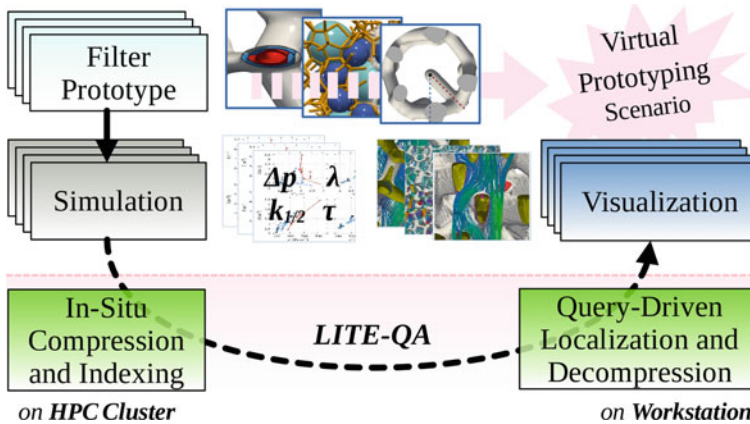 Filter
Prototype
Virtual
Prototyping
Scenario
Simulation
Δp λ
k1/2 τ
Visualization
In-Situ
Compression
and Indexing
LITE-QA
Query-Driven
Localization and
Decompression
on HPC Cluster
on Workstation